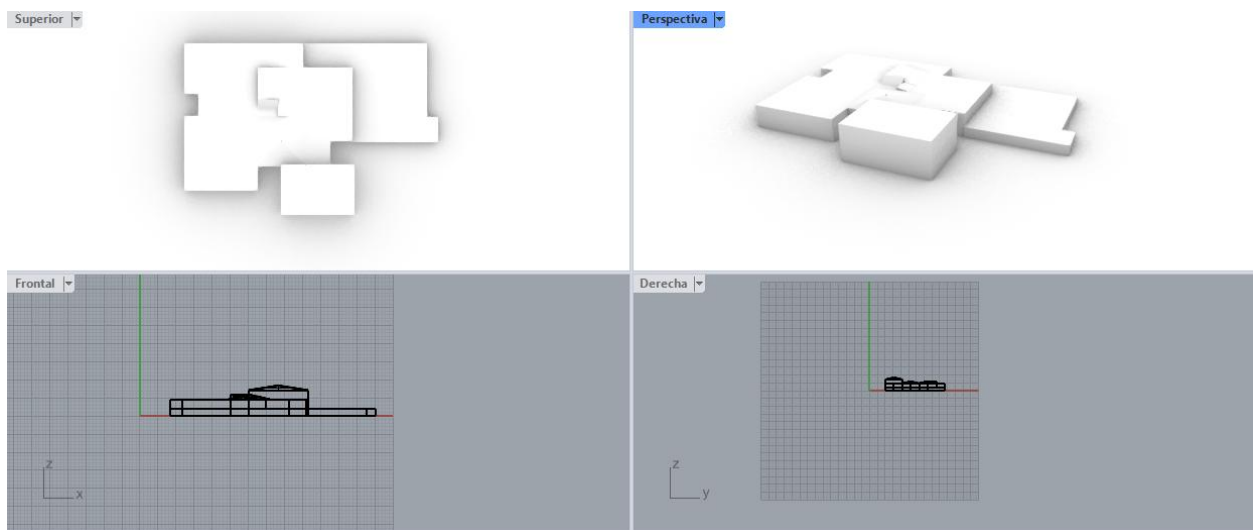 Superior
Perspectiva
Frontal
z
x
Derecha
z
y